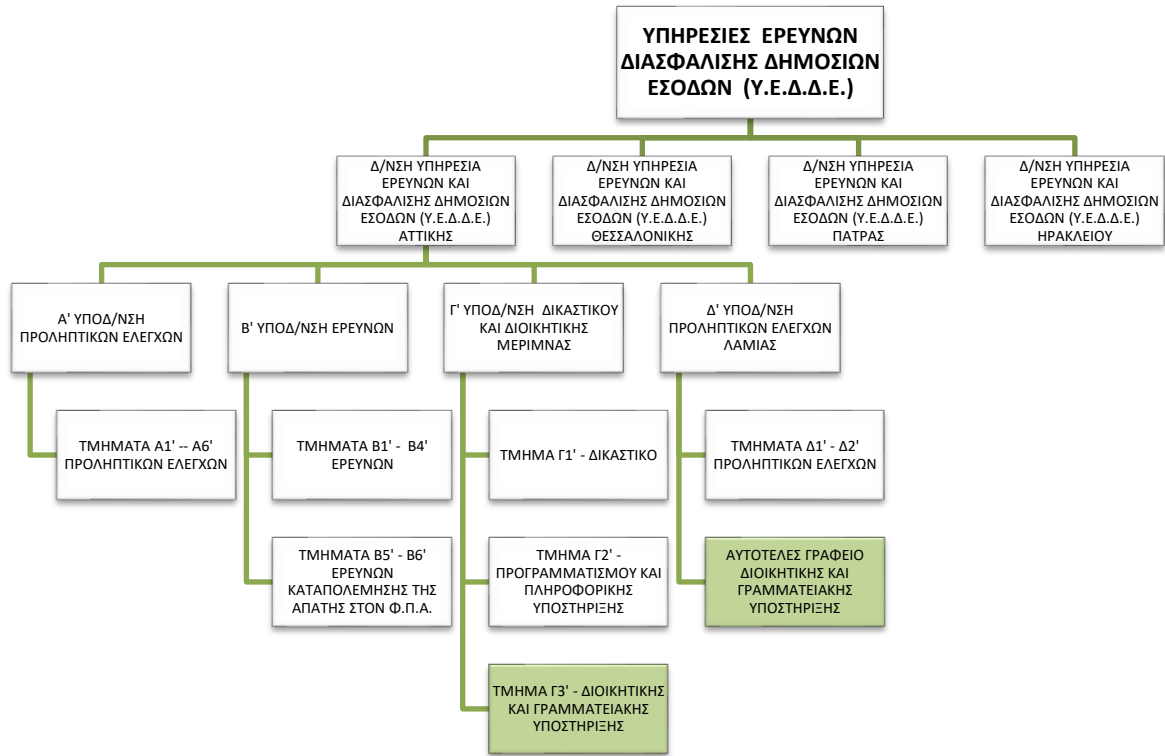 ΥΠΗΡΕΣΙΕΣ ΕΡΕΥΝΩΝ
ΔΙΑΣΦΑΛΙΣΗΣ ΔΗΜΟΣΙΩΝ
ΕΣΟΔΩΝ (Υ.Ε.Δ.Δ.Ε.)
Δ/ΝΣΗ ΥΠΗΡΕΣΙΑ
ΕΡΕΥΝΩΝ ΚΑΙ
ΔΙΑΣΦΑΛΙΣΗΣ ΔΗΜΟΣΙΩΝ
ΕΣΟΔΩΝ (Υ.Ε.Δ.Δ.Ε.)
ΑΤΤΙΚΗΣ
Δ/ΝΣΗ ΥΠΗΡΕΣΙΑ
ΕΡΕΥΝΩΝ ΚΑΙ
ΔΙΑΣΦΑΛΙΣΗΣ ΔΗΜΟΣΙΩΝ
ΕΣΟΔΩΝ (Υ.Ε.Δ.Δ.Ε.)
ΘΕΣΣΑΛΟΝΙΚΗΣ
Δ/ΝΣΗ ΥΠΗΡΕΣΙΑ
ΕΡΕΥΝΩΝ ΚΑΙ
ΔΙΑΣΦΑΛΙΣΗΣ ΔΗΜΟΣΙΩΝ
ΕΣΟΔΩΝ (Υ.Ε.Δ.Δ.Ε.)
ΠΑΤΡΑΣ
Δ/ΝΣΗ ΥΠΗΡΕΣΙΑ
ΕΡΕΥΝΩΝ ΚΑΙ
ΔΙΑΣΦΑΛΙΣΗΣ ΔΗΜΟΣΙΩΝ
ΕΣΟΔΩΝ (Υ.Ε.Δ.Δ.Ε.)
ΗΡΑΚΛΕΙΟΥ
Α' ΥΠΟΔ/ΝΣΗ
ΠΡΟΛΗΠΤΙΚΩΝ ΕΛΕΓΧΩΝ
Β' ΥΠΟΔ/ΝΣΗ ΕΡΕΥΝΩΝ
Γ' ΥΠΟΔ/ΝΣΗ ΔΙΚΑΣΤΙΚΟΥ
ΚΑΙ ΔΙΟΙΚΗΤΙΚΗΣ
ΜΕΡΙΜΝΑΣ
Δ' ΥΠΟΔ/ΝΣΗ
ΠΡΟΛΗΠΤΙΚΩΝ ΕΛΕΓΧΩΝ
ΛΑΜΙΑΣ
ΤΜΗΜΑΤΑ Α1' -- Α6'
ΠΡΟΛΗΠΤΙΚΩΝ ΕΛΕΓΧΩΝ
ΤΜΗΜΑΤΑ Β1' - Β4'
ΕΡΕΥΝΩΝ
ΤΜΗΜΑ Γ1' - ΔΙΚΑΣΤΙΚΟ
ΤΜΗΜΑΤΑ Δ1' - Δ2'
ΠΡΟΛΗΠΤΙΚΩΝ ΕΛΕΓΧΩΝ
ΤΜΗΜΑΤΑ Β5' - Β6'
ΕΡΕΥΝΩΝ
ΚΑΤΑΠΟΛΕΜΗΣΗΣ ΤΗΣ
ΑΠΑΤΗΣ ΣΤΟΝ Φ.Π.Α.
ΤΜΗΜΑ Γ2' -
ΠΡΟΓΡΑΜΜΑΤΙΣΜΟΥ ΚΑΙ
ΠΛΗΡΟΦΟΡΙΚΗΣ
ΥΠΟΣΤΗΡΙΞΗΣ
ΑΥΤΟΤΕΛΕΣ ΓΡΑΦΕΙΟ
ΔΙΟΙΚΗΤΙΚΗΣ ΚΑΙ
ΓΡΑΜΜΑΤΕΙΑΚΗΣ
ΥΠΟΣΤΗΡΙΞΗΣ
ΤΜΗΜΑ Γ3' - ΔΙΟΙΚΗΤΙΚΗΣ
ΚΑΙ ΓΡΑΜΜΑΤΕΙΑΚΗΣ
ΥΠΟΣΤΗΡΙΞΗΣ